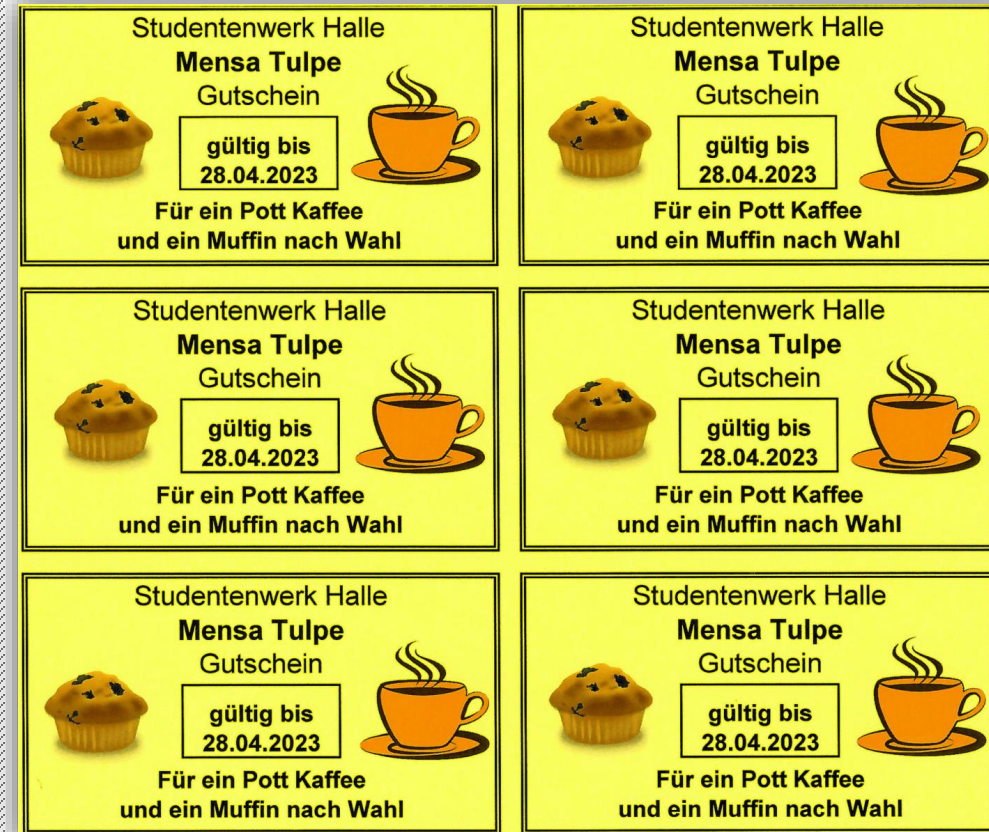 Studentenwerk Halle
Mensa Tulpe
Gutschein
gültig bis
28.04.2023
Für ein Pott Kaffee
und ein Muffin nach Wahl
Studentenwerk Halle
Mensa Tulpe
Gutschein
gültig bis
28.04.2023
Für ein Pott Kaffee
und ein Muffin nach Wahl
Studentenwerk Halle
Mensa Tulpe
Gutschein
gültig bis
28.04.2023
Für ein Pott Kaffee
und ein Muffin nach Wahl
Studentenwerk Halle
Mensa Tulpe
Gutschein
gültig bis
28.04.2023
Für ein Pott Kaffee
und ein Muffin nach Wahl
Studentenwerk Halle
Mensa Tulpe
Gutschein
gültig bis
28.04.2023
Für ein Pott Kaffee
und ein Muffin nach Wahl
Studentenwerk Halle
Mensa Tulpe
Gutschein
gültig bis
28.04.2023
Für ein Pott Kaffee
und ein Muffin nach Wahl